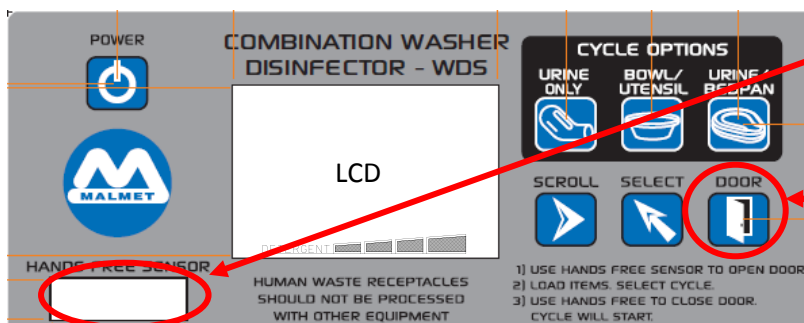 POWER
COMBINATION WASHER
DISINFECTOR - WDS
CYCLE OPTIONS
URINE
ONLY
BOWL/
UTENSIL
URINE/
BESPAN
LCD
MALMET
SCROLL
SELECT
DOOR
DETERGENT
HANDS FREE SENSOR
HUMAN WASTE RECEPTACLES
SHOULD NOT BE PROCESSED
WITH OTHER EQUIPMENT
1) USE HANDS FREE SENSOR TO OPEN DOOR
2) LOAD ITEMS. SELECT CYCLE.
3) USE HANDS FREE TO CLOSE DOOR.
CYCLE WILL START.